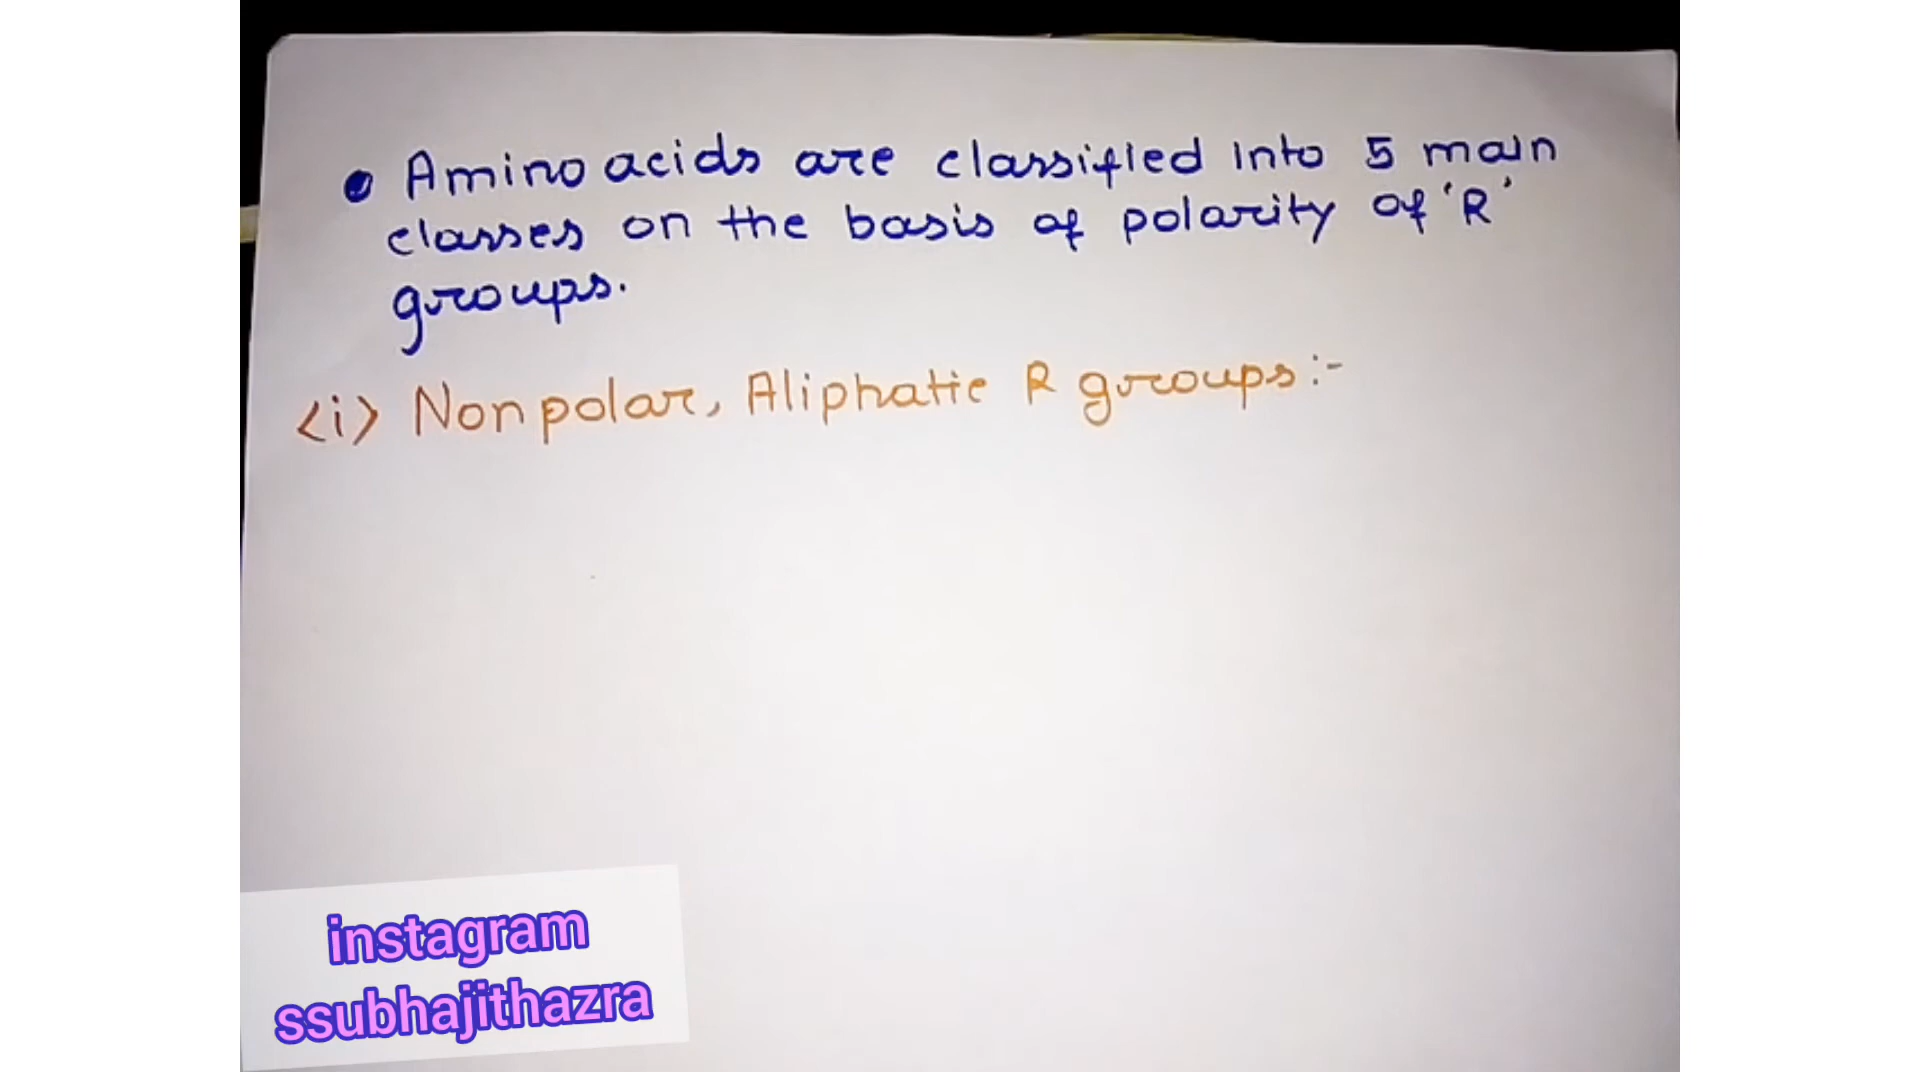 • Amino acids are classified into 5 main
classes on the basis of polarity of 'R'
groups.
<i> Nonpolar, Aliphatic R groups:-
instagram
ssubhajithazra